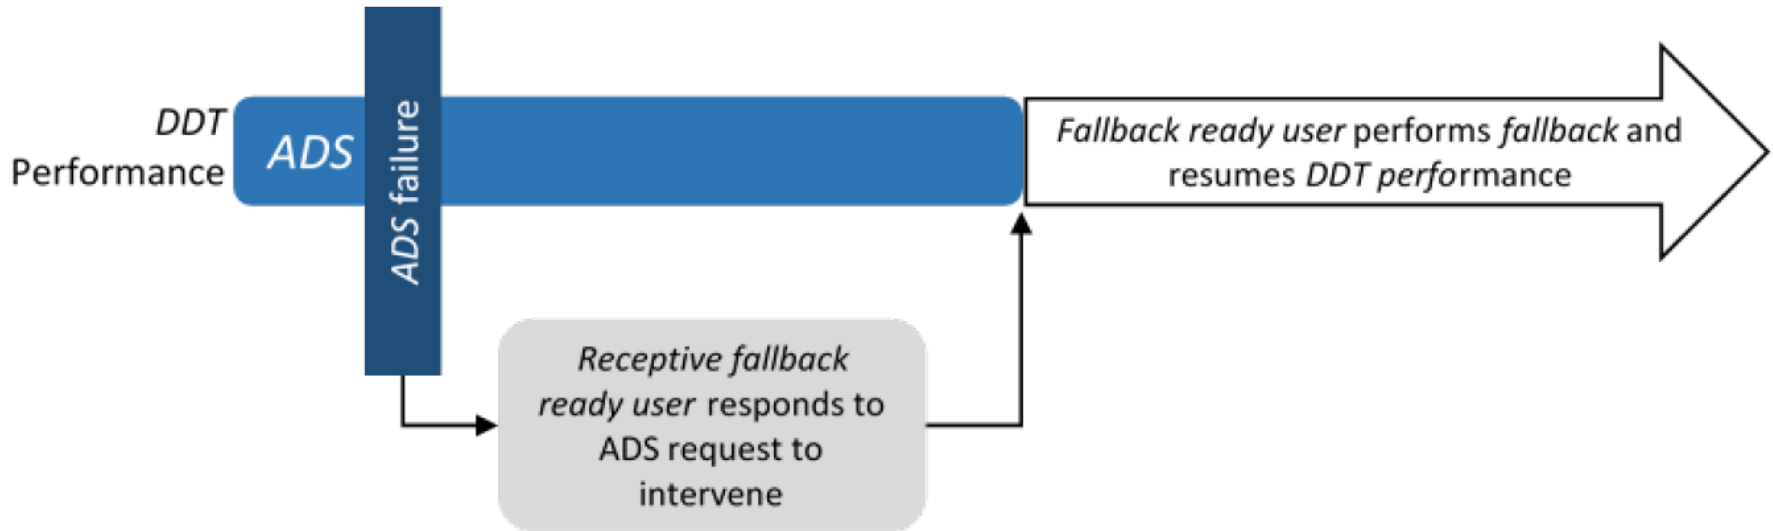 DDT
Performance
ADS
ADS failure
Fallback ready user performs fallback and
resumes DDT performance
Receptive fallback
ready user responds to
ADS request to
intervene